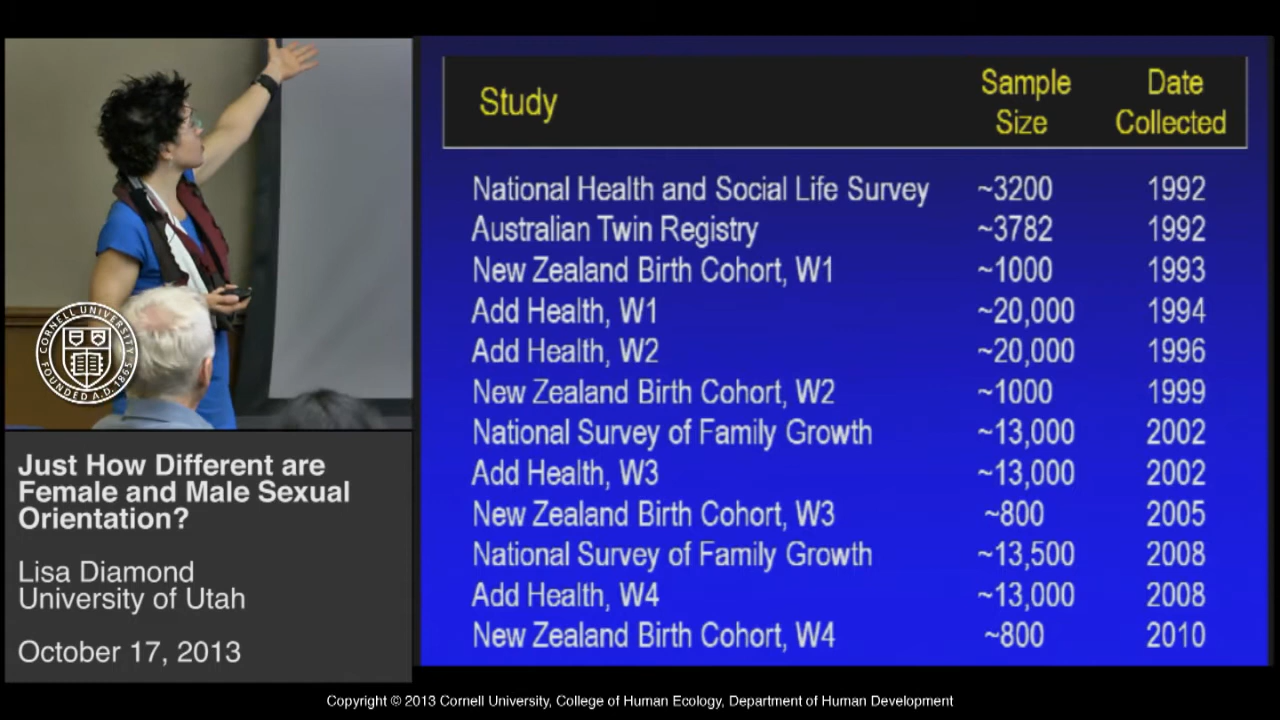 Study Sample Size Date Collected
National Health and Social Life Survey ~3200 1992
Australian Twin Registry ~3782 1992
New Zealand Birth Cohort, W1 ~1000 1993
Add Health, W1 ~20,000 1994
Add Health, W2 ~20,000 1996
New Zealand Birth Cohort, W2 ~1000 1999
National Survey of Family Growth ~13,000 2002
Add Health, W3 ~13,000 2002
New Zealand Birth Cohort, W3 ~800 2005
National Survey of Family Growth ~13,500 2008
Add Health, W4 ~13,000 2008
New Zealand Birth Cohort, W4 ~800 2010
CORNELL UNIVERSITY
FOUNDED A.D. 1865
Just How Different are
Female and Male Sexual
Orientation?
Lisa Diamond
University of Utah
October 17, 2013
Copyright © 2013 Cornell University, College of Human Ecology, Department of Human Development